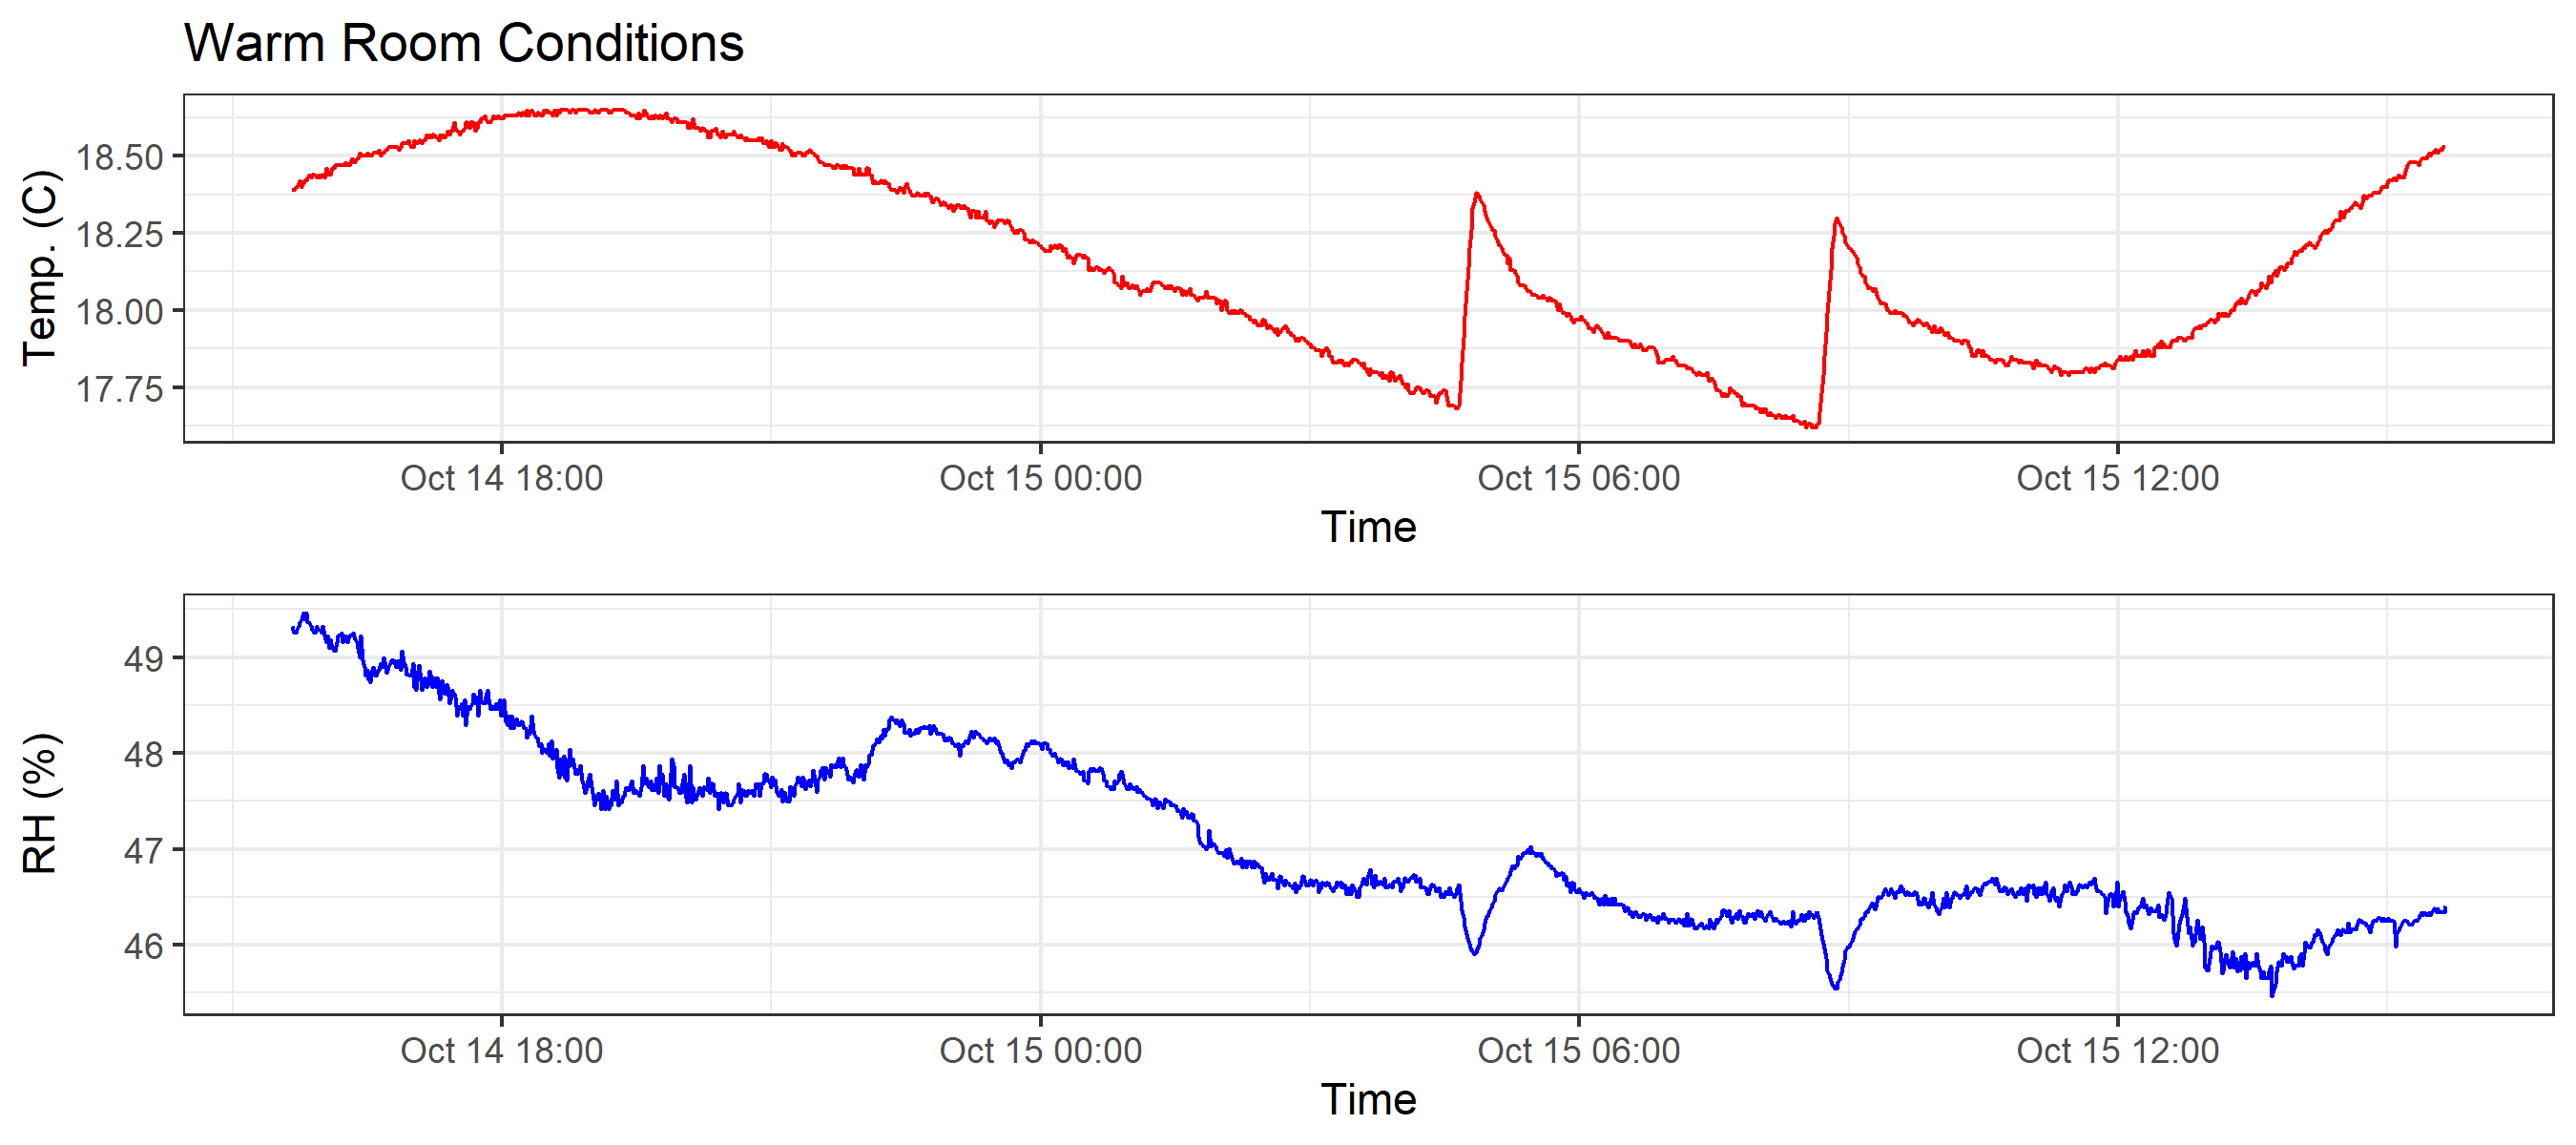 Warm Room Conditions
Temp. (C)
18.50
18.25
18.00
17.75
Oct 14 18:00 Oct 15 00:00 Oct 15 06:00 Oct 15 12:00
Time
RH (%)
49
48
47
46
Oct 14 18:00 Oct 15 00:00 Oct 15 06:00 Oct 15 12:00
Time